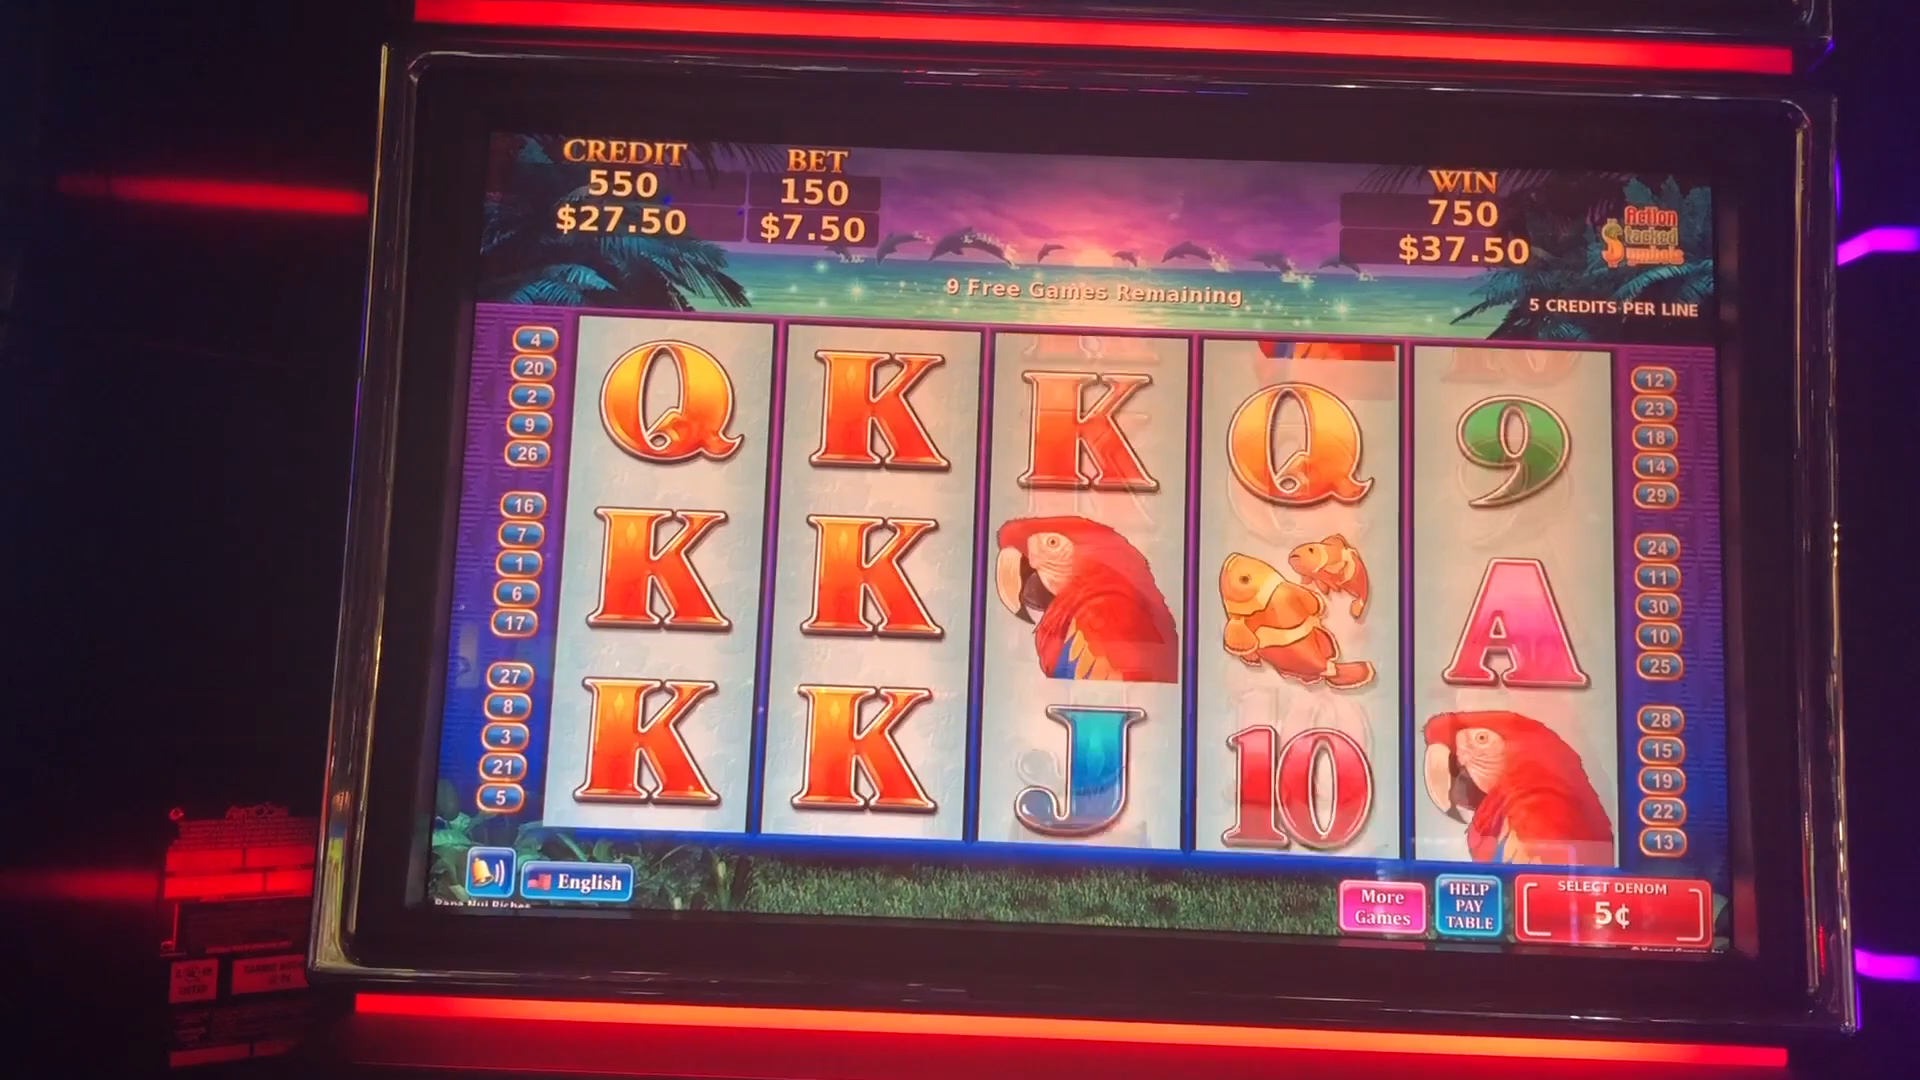 CREDIT
550
$27.50
BET
150
$7.50
WIN
750
$37.50
Action
Stacked
Symbols
9 Free Games Remaining
5 CREDITS PER LINE
4
20
2
9
26
16
7
1
6
17
27
8
3
21
5
Q K K Q 9
K K A
K K J 10
12
23
18
14
29
24
11
30
10
25
28
15
19
22
13
English
Rapa Nui Riches
More
Games
HELP
PAY
TABLE
SELECT DENOM
5¢